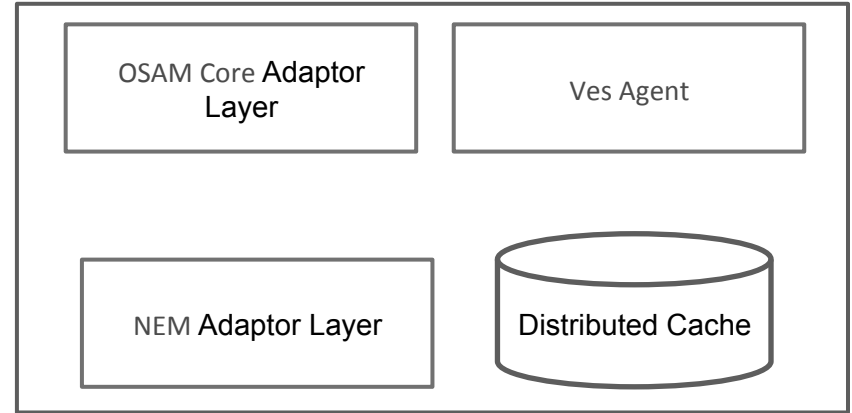 OSAM Core Adaptor
Layer
Ves Agent
NEM Adaptor Layer
Distributed Cache